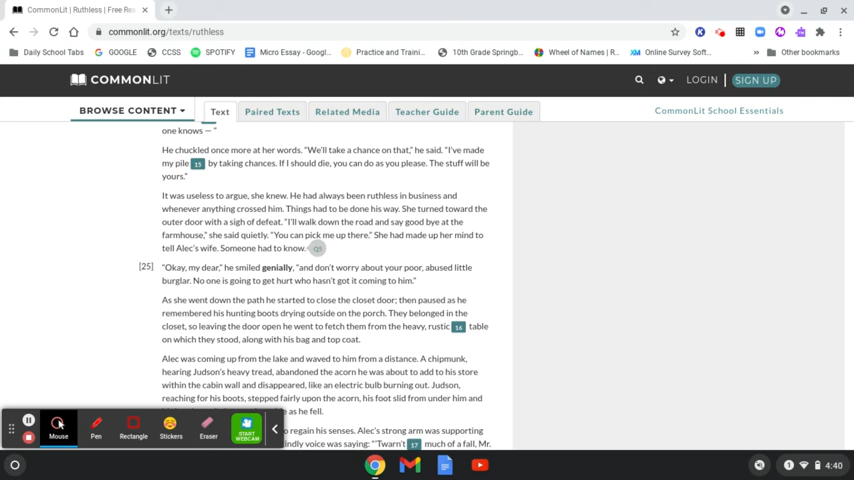 CommonLit | Ruthless | Free Rea
commonlit.org/texts/ruthless
Daily School Tabs GOOGLE CCSS SPOTIFY Micro Essay - Googl... Practice and Traini... 10th Grade Springb... Wheel of Names | R... Online Survey Soft... » Other bookmarks
COMMONLIT LOGIN SIGN UP
BROWSE CONTENT Text Paired Texts Related Media Teacher Guide Parent Guide CommonLit School Essentials
one knows — "
He chuckled once more at her words. "We'll take a chance on that," he said. "I've made
my pile 15 by taking chances. If I should die, you can do as you please. The stuff will be
yours."
It was useless to argue, she knew. He had always been ruthless in business and
whenever anything crossed him. Things had to be done his way. She turned toward the
outer door with a sigh of defeat. "I'll walk down the road and say good bye at the
farmhouse," she said quietly. "You can pick me up there." She had made up her mind to
tell Alec's wife. Someone had to know.
[25] "Okay, my dear," he smiled genially, "and don't worry about your poor, abused little
burglar. No one is going to get hurt who hasn't got it coming to him."
As she went down the path he started to close the closet door; then paused as he
remembered his hunting boots drying outside on the porch. They belonged in the
closet, so leaving the door open he went to fetch them from the heavy, rustic 16 table
on which they stood, along with his bag and top coat.
Alec was coming up from the lake and waved to him from a distance. A chipmunk,
hearing Judson's heavy tread, abandoned the acorn he was about to add to his store
within the cabin wall and disappeared, like an electric bulb burning out. Judson,
reaching for his boots, stepped fairly upon the acorn, his foot slid from under him and
as he fell.
to regain his senses. Alec's strong arm was supporting
kindly voice was saying: "'Twarn't 17 much of a fall, Mr.
Mouse Pen Rectangle Stickers Eraser START WEBCAM
1 4:40